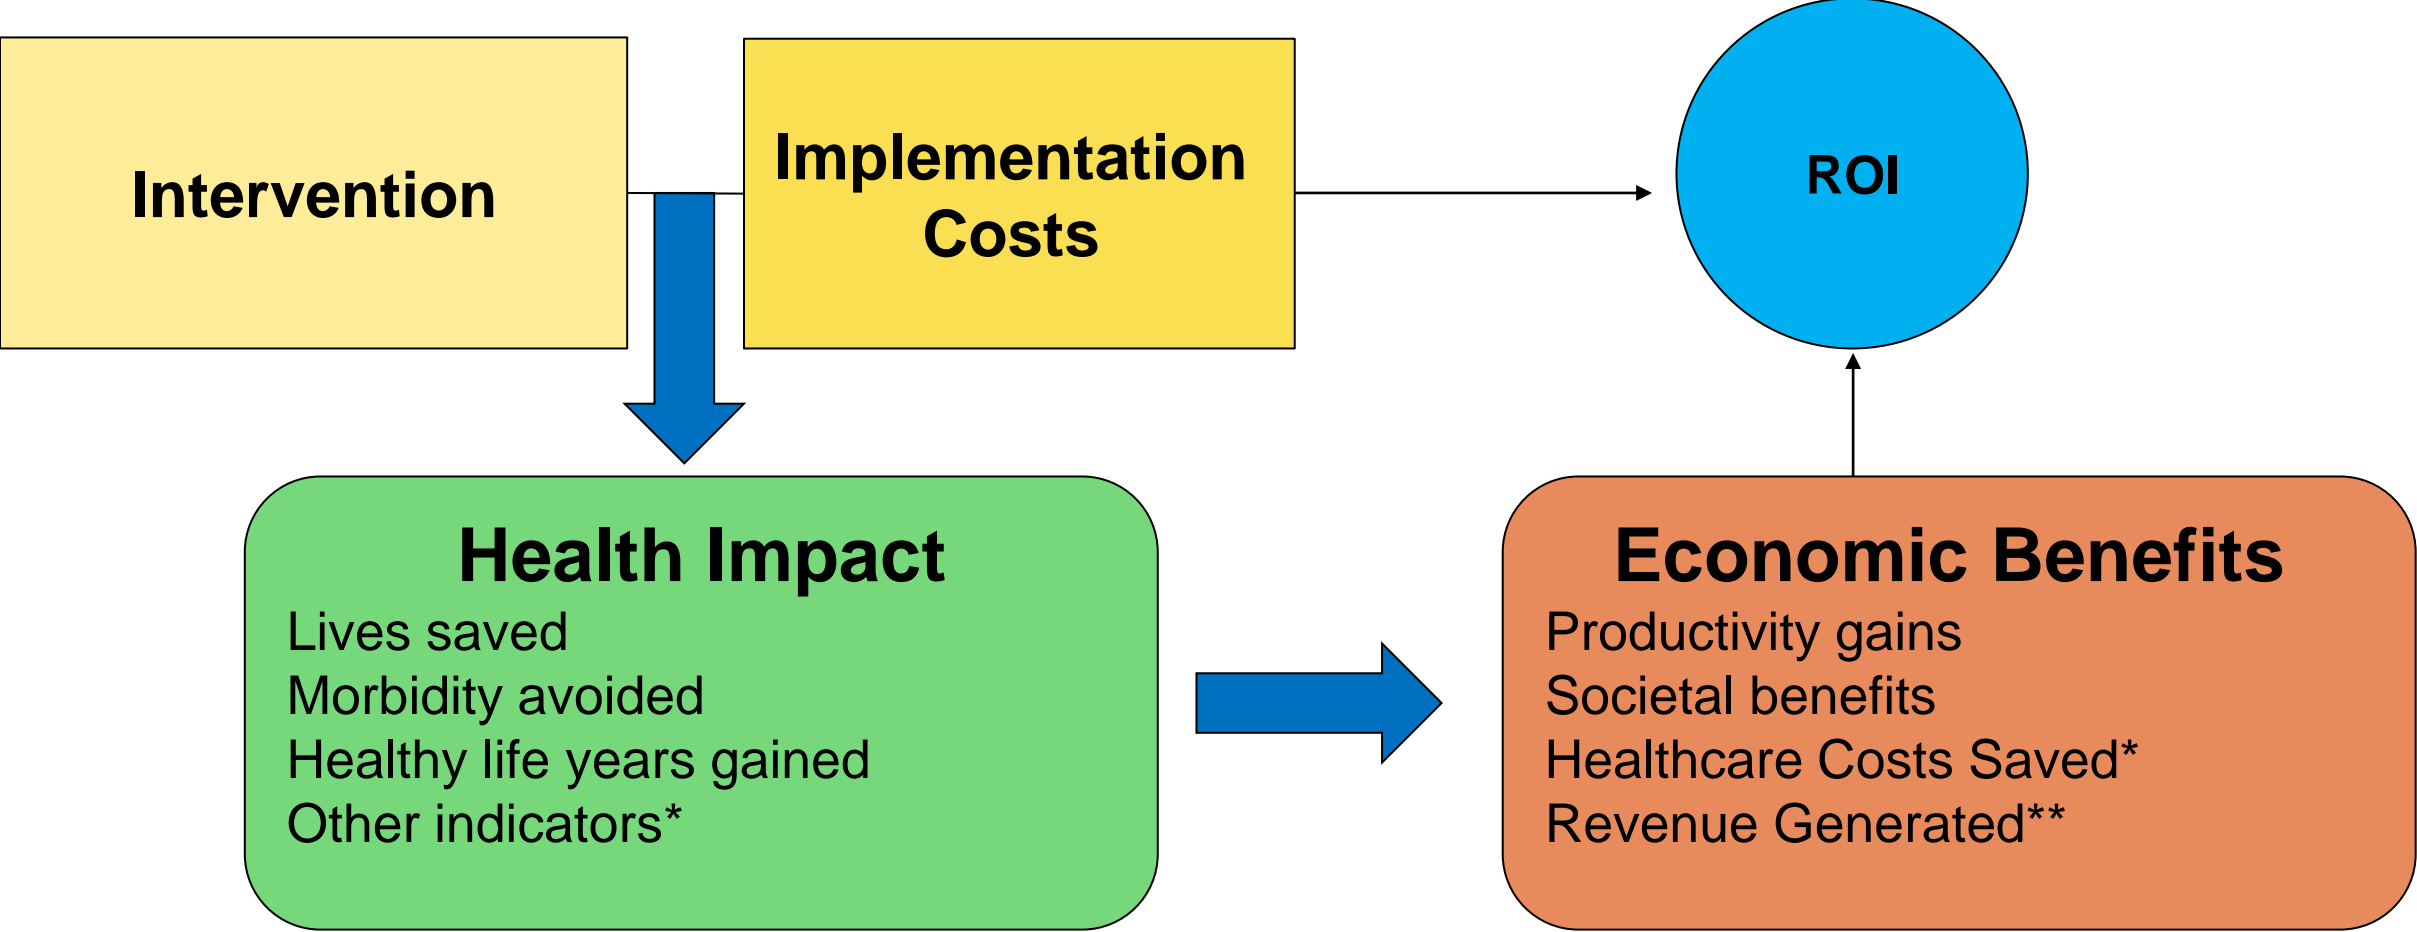 Intervention
Implementation
Costs
ROI
Health Impact
Lives saved
Morbidity avoided
Healthy life years gained
Other indicators*
Economic Benefits
Productivity gains
Societal benefits
Healthcare Costs Saved*
Revenue Generated**